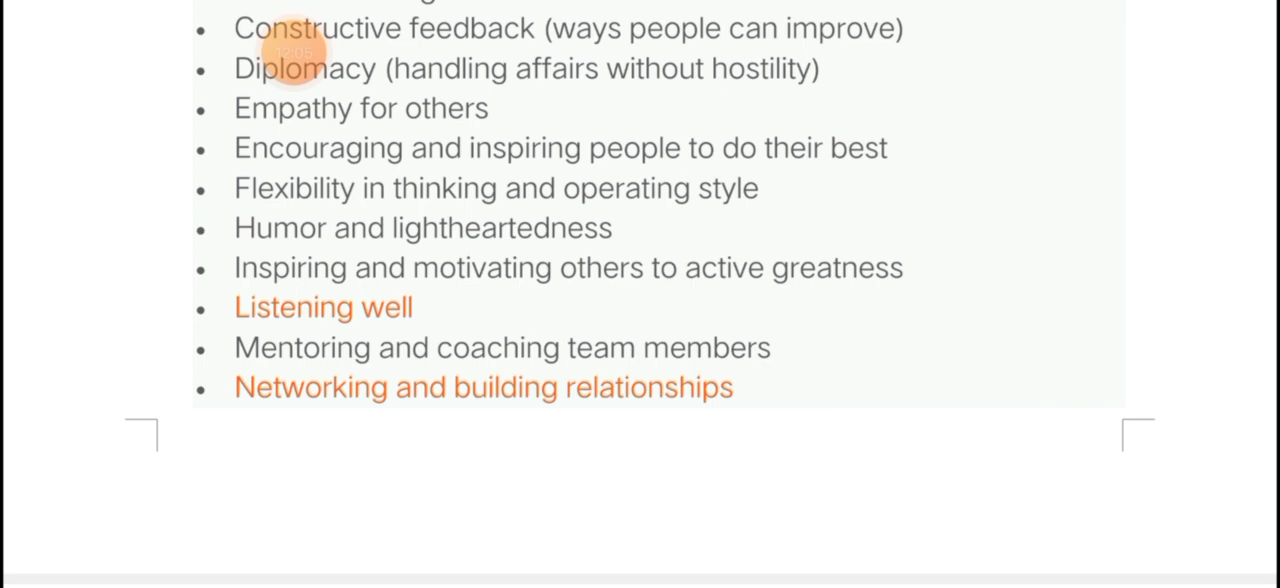 • Constructive feedback (ways people can improve)
12:05
• Diplomacy (handling affairs without hostility)
• Empathy for others
• Encouraging and inspiring people to do their best
• Flexibility in thinking and operating style
• Humor and lightheartedness
• Inspiring and motivating others to active greatness
• Listening well
• Mentoring and coaching team members
• Networking and building relationships